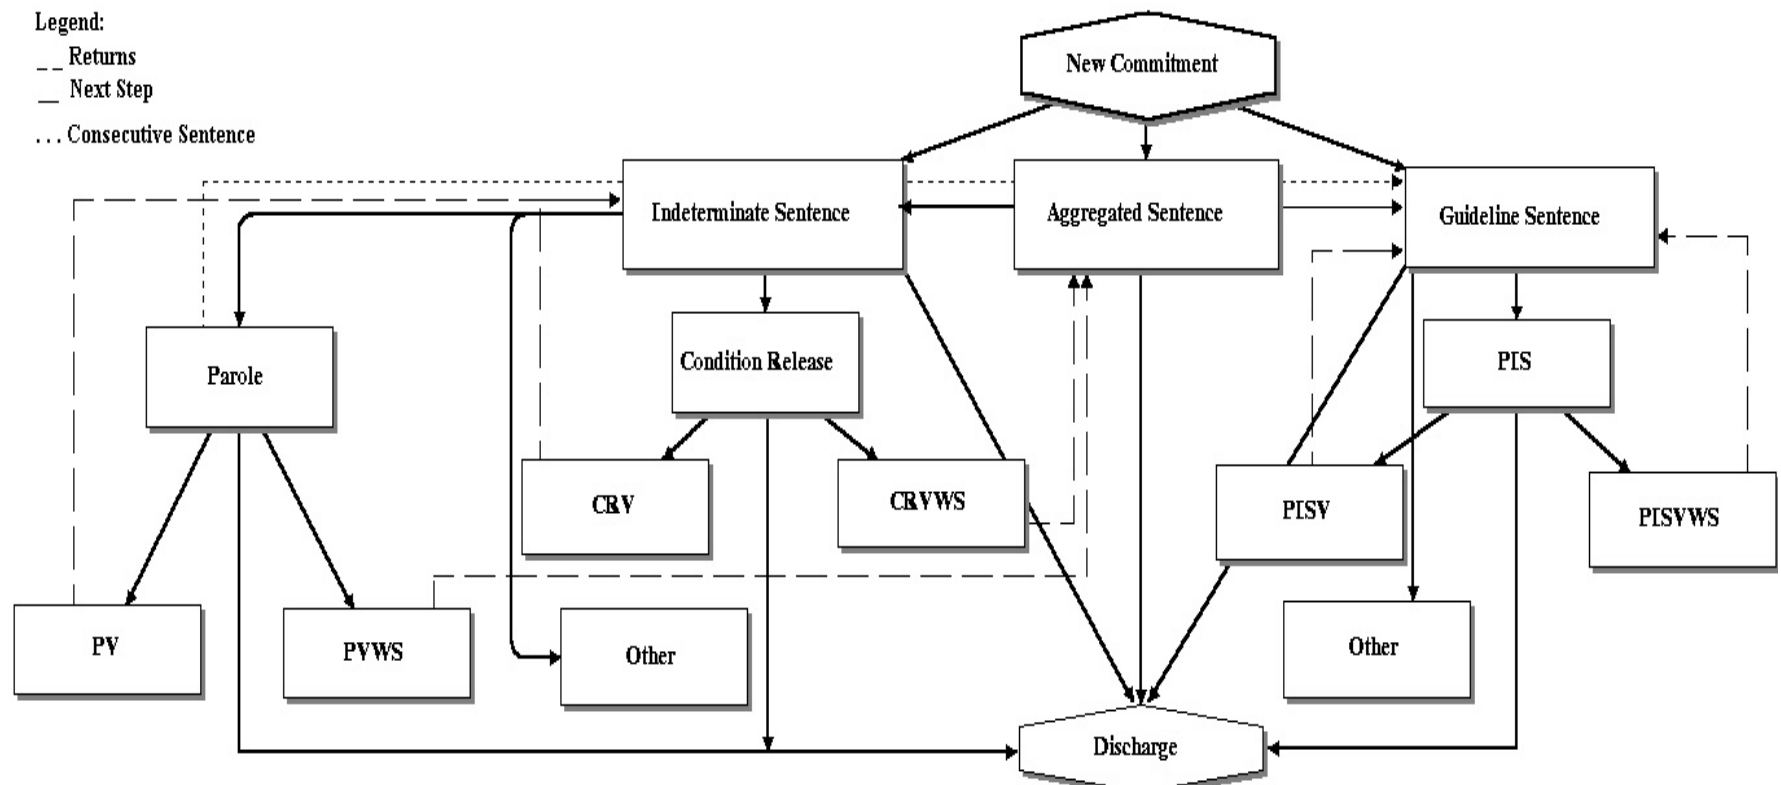 Legend:
_ _ Returns
__ Next Step
. . . Consecutive Sentence
New Commitment
Indeterminate Sentence
Aggregated Sentence
Guideline Sentence
Parole
Condition Release
PIS
CRV
CRVWS
PISV
PISVWS
PV
PVWS
Other
Other
Discharge